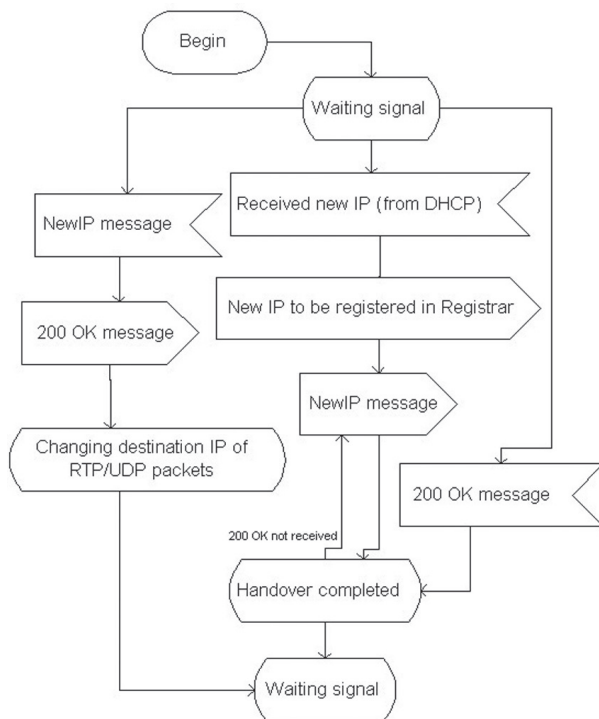 Begin
Waiting signal
NewIP message
Received new IP (from DHCP)
200 OK message
New IP to be registered in Registrar
NewIP message
Changing destination IP of
RTP/UDP packets
200 OK message
200 OK not received
Handover completed
Waiting signal